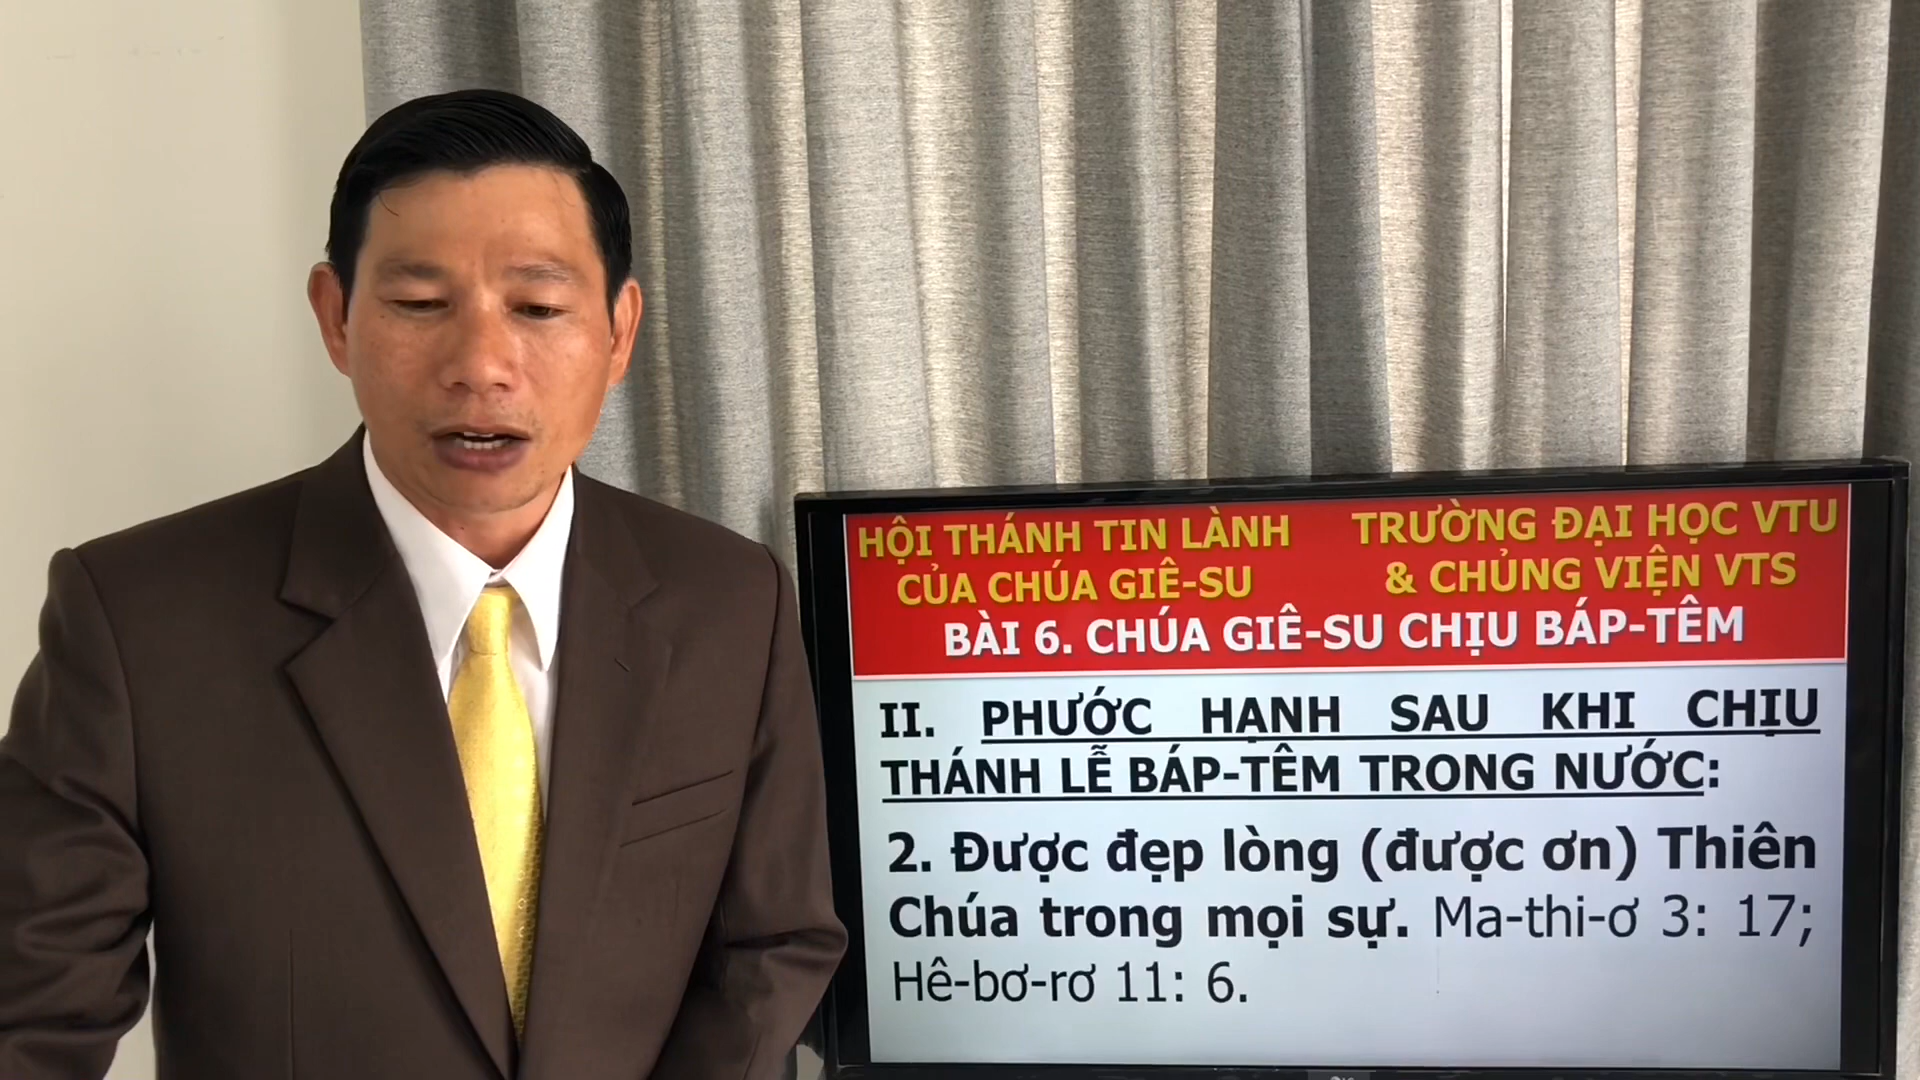 HỘI THÁNH TIN LÀNH
CỦA CHÚA GIÊ-SU
TRƯỜNG ĐẠI HỌC VTU
& CHỦNG VIỆN VTS
BÀI 6. CHÚA GIÊ-SU CHỊU BÁP-TÊM
II. PHƯỚC HẠNH SAU KHI CHỊU
THÁNH LỄ BÁP-TÊM TRONG NƯỚC:
2. Được đẹp lòng (được ơn) Thiên
Chúa trong mọi sự. Ma-thi-ơ 3: 17;
Hê-bơ-rơ 11: 6.